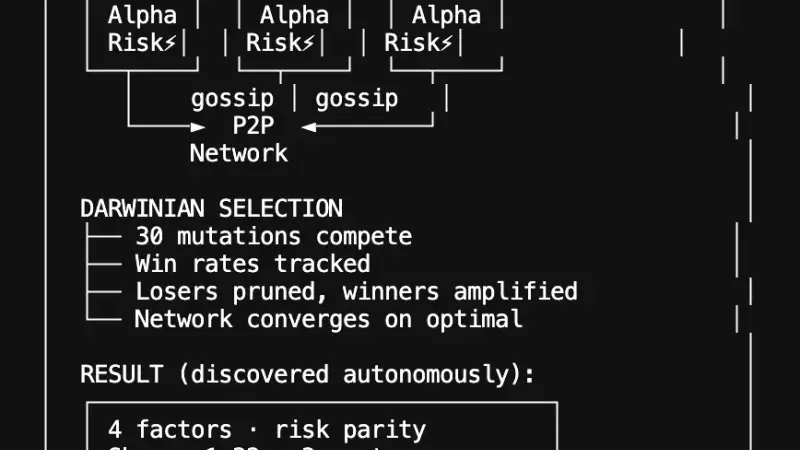 Alpha Alpha Alpha
Risk⚡ Risk⚡ Risk⚡
gossip gossip
P2P
Network
DARWINIAN SELECTION
30 mutations compete
Win rates tracked
Losers pruned, winners amplified
Network converges on optimal
RESULT (discovered autonomously):
4 factors · risk parity